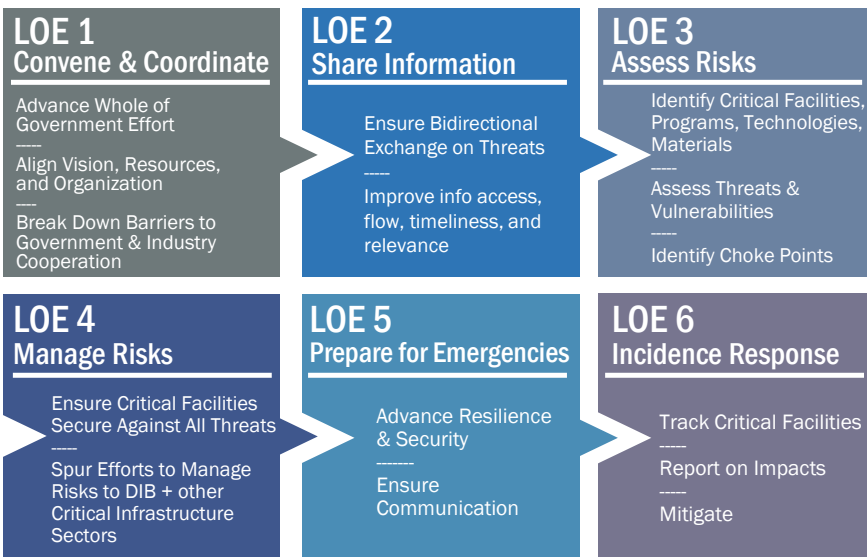 LOE 1
Convene & Coordinate
Advance Whole of
Government Effort
-----
Align Vision, Resources,
and Organization
----
Break Down Barriers to
Government & Industry
Cooperation
LOE 2
Share Information
Ensure Bidirectional
Exchange on Threats
-----
Improve info access,
flow, timeliness, and
relevance
LOE 3
Assess Risks
Identify Critical Facilities,
Programs, Technologies,
Materials
-----
Assess Threats &
Vulnerabilities
-----
Identify Choke Points
LOE 4
Manage Risks
Ensure Critical Facilities
Secure Against All Threats
-----
Spur Efforts to Manage
Risks to DIB + other
Critical Infrastructure
Sectors
LOE 5
Prepare for Emergencies
Advance Resilience
& Security
-------
Ensure
Communication
LOE 6
Incidence Response
Track Critical Facilities
-----
Report on Impacts
-----
Mitigate